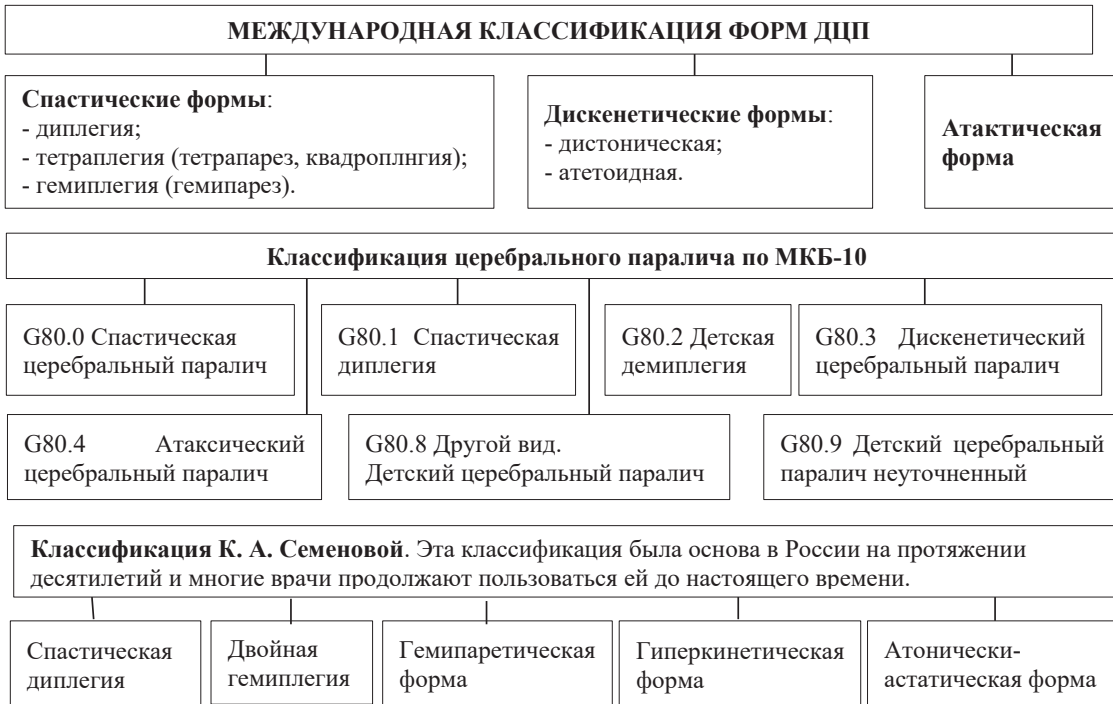 МЕЖДУНАРОДНАЯ КЛАССИФИКАЦИЯ ФОРМ ДЦП
Спастические формы:
- диплегия;
- тетраплегия (тетрапарез, квадроплнгия);
- гемиплегия (гемипарез).
Дискенетические формы:
- дистоническая;
- атетоидная.
Атактическая
форма
Классификация церебрального паралича по МКБ-10
G80.0 Спастическая
церебральный паралич
G80.1 Спастическая
диплегия
G80.2 Детская
демиплегия
G80.3 Дискенетический
церебральный паралич
G80.4 Атаксический
церебральный паралич
G80.8 Другой вид.
Детский церебральный паралич
G80.9 Детский церебральный
паралич неуточненный
Классификация К. А. Семеновой. Эта классификация была основа в России на протяжении
десятилетий и многие врачи продолжают пользоваться ей до настоящего времени.
Спастическая
диплегия
Двойная
гемиплегия
Гемипаретическая
форма
Гиперкинетическая
форма
Атонически-
астатическая форма